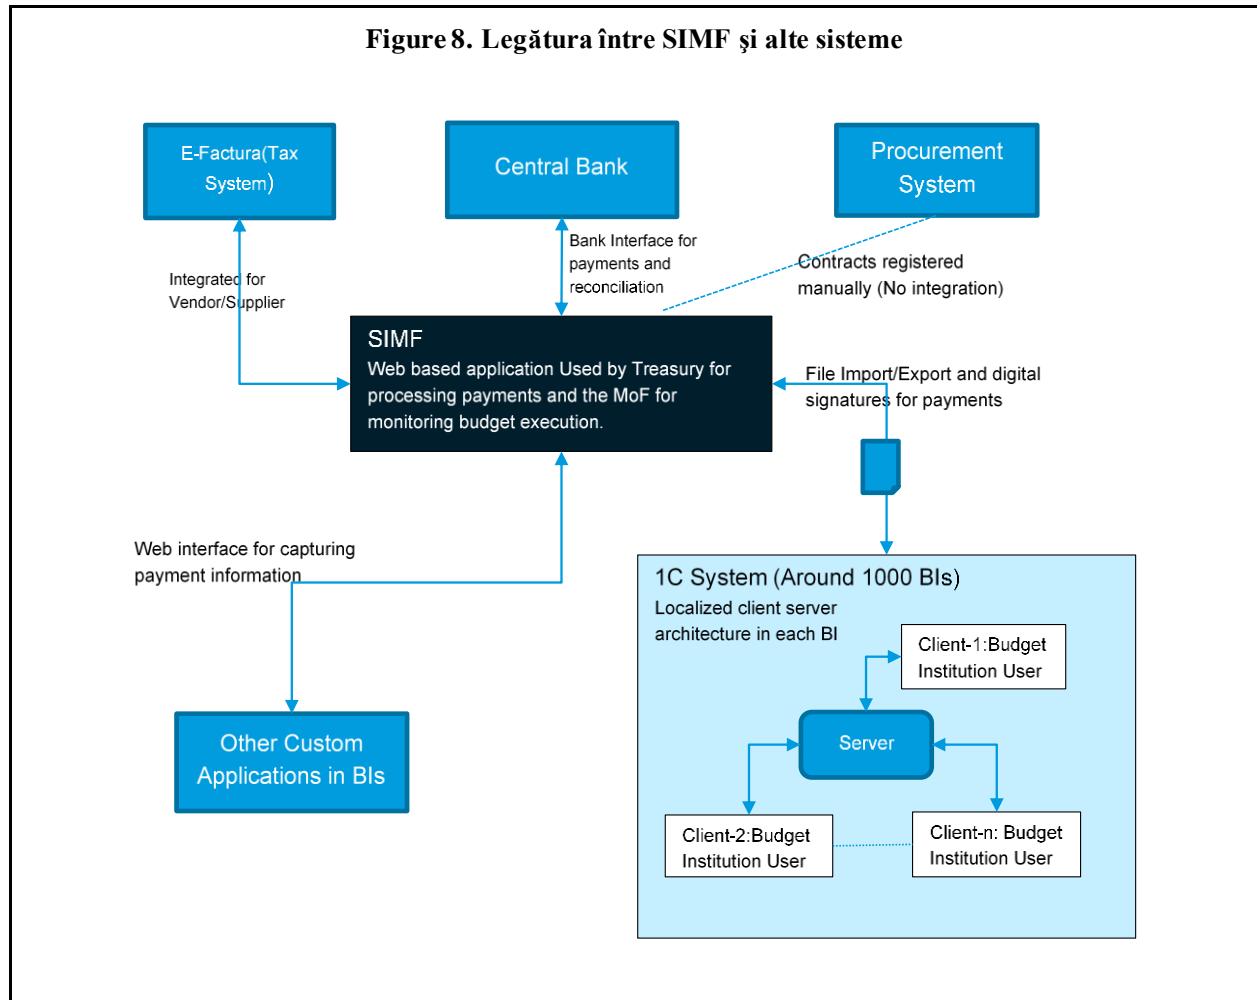 Figure 8. Legătura între SIMF şi alte sisteme
E-Factura(Tax
System)
Central Bank
Procurement
System
Integrated for
Vendor/Supplier
Bank Interface for
payments and
reconciliation
Contracts registered
manually (No integration)
SIMF
Web based application Used by Treasury for
processing payments and the MoF for
monitoring budget execution.
File Import/Export and digital
signatures for payments
Web interface for capturing
payment information
Other Custom
Applications in BIs
1C System (Around 1000 BIs)
Localized client server
architecture in each BI
Client-1:Budget
Institution User
Server
Client-2:Budget
Institution User
Client-n: Budget
Institution User